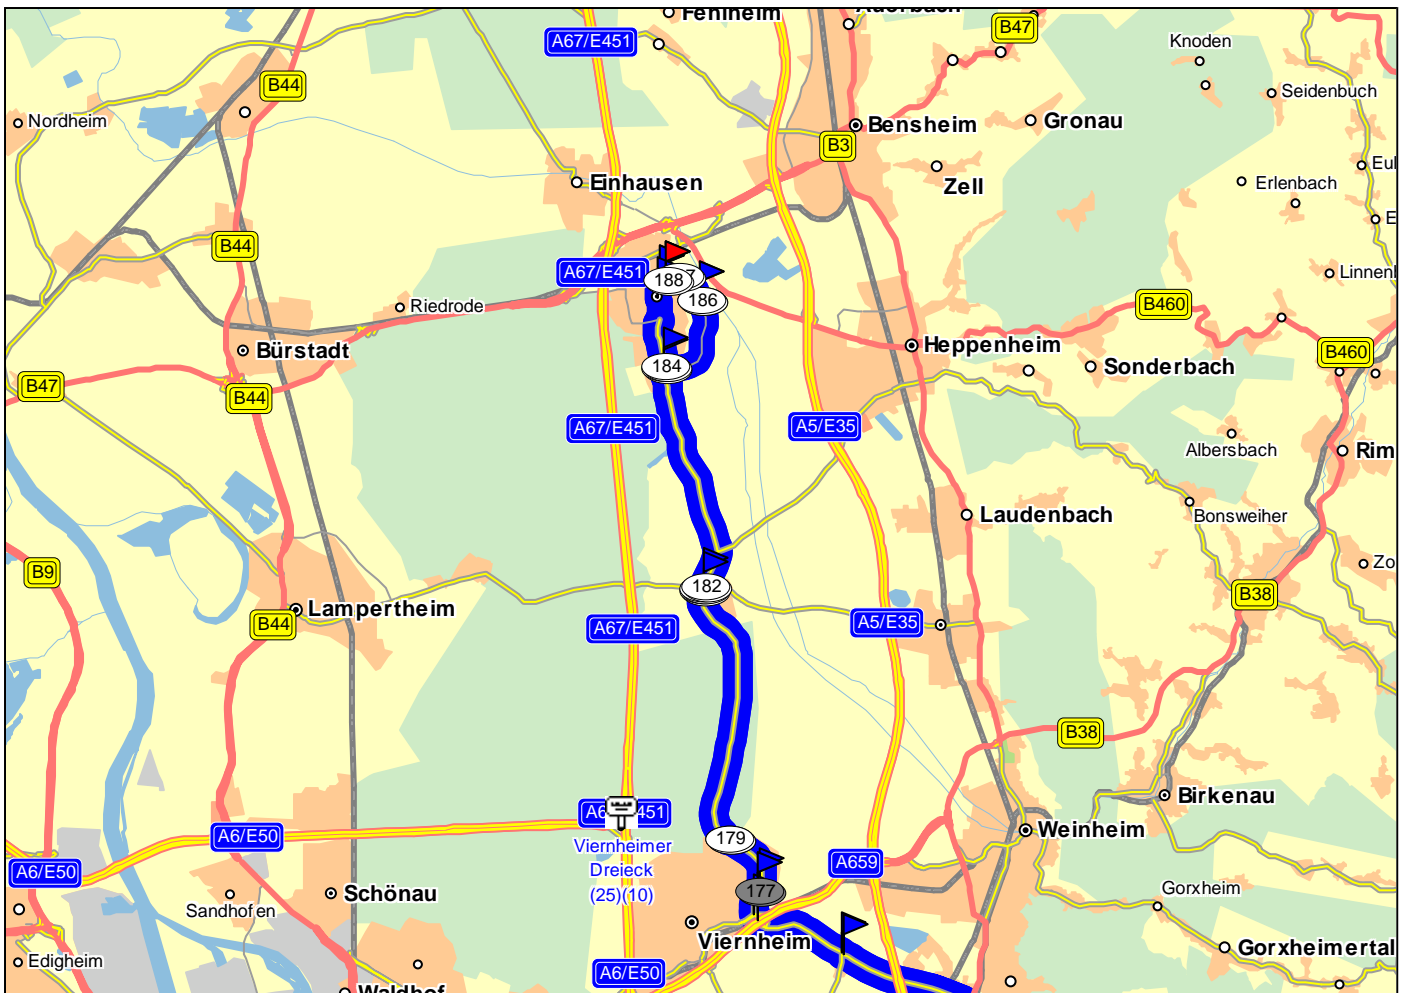 Fehlheim
Auerbach
A67/E451
B47
Knoden
B44
Seidenbuch
Nordheim
Bensheim
Gronau
B3
Einhausen
Zell
Erlenbach
B44
A67/E451
188
186
Linnen
Riedrode
B460
Bürstadt
184
Heppenheim
Sonderbach
B460
B47
B44
A67/E451
A5/E35
Albersbach
Rim
Laudenbach
Bonsweiher
B9
182
Zo
B38
Lampertheim
B44
A67/E451
A5/E35
B38
Birkenau
A6/E50
Viernheimer
Dreieck
(25)(10)
179
Weinheim
A6/E50
A659
177
Schönau
Sandhofen
Gorxheim
Viernheim
Gorxheimertal
Edigheim
A6/E50
Waldhof